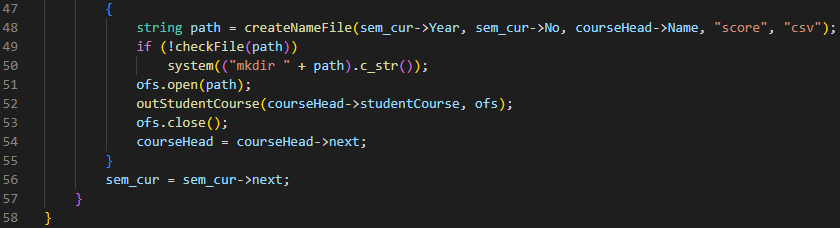 47 {
48 string path = createNameFile(sem_cur->Year, sem_cur->No, courseHead->Name, "score", "csv");
49 if (!checkFile(path))
50 system(("mkdir " + path).c_str());
51 ofs.open(path);
52 outStudentCourse(courseHead->studentCourse, ofs);
53 ofs.close();
54 courseHead = courseHead->next;
55 }
56 sem_cur = sem_cur->next;
57 }
58 }